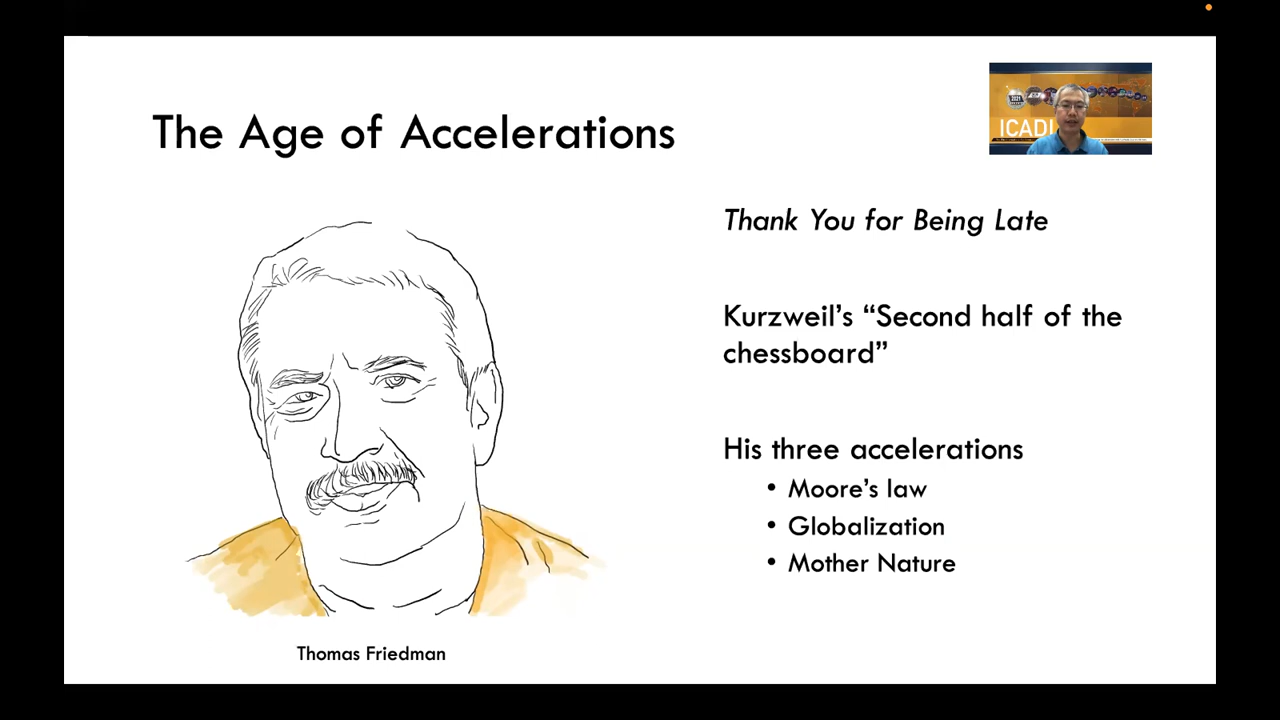 The Age of Accelerations
ICADI
Thank You for Being Late
Kurzweil’s “Second half of the
chessboard”
His three accelerations
• Moore’s law
• Globalization
• Mother Nature
Thomas Friedman